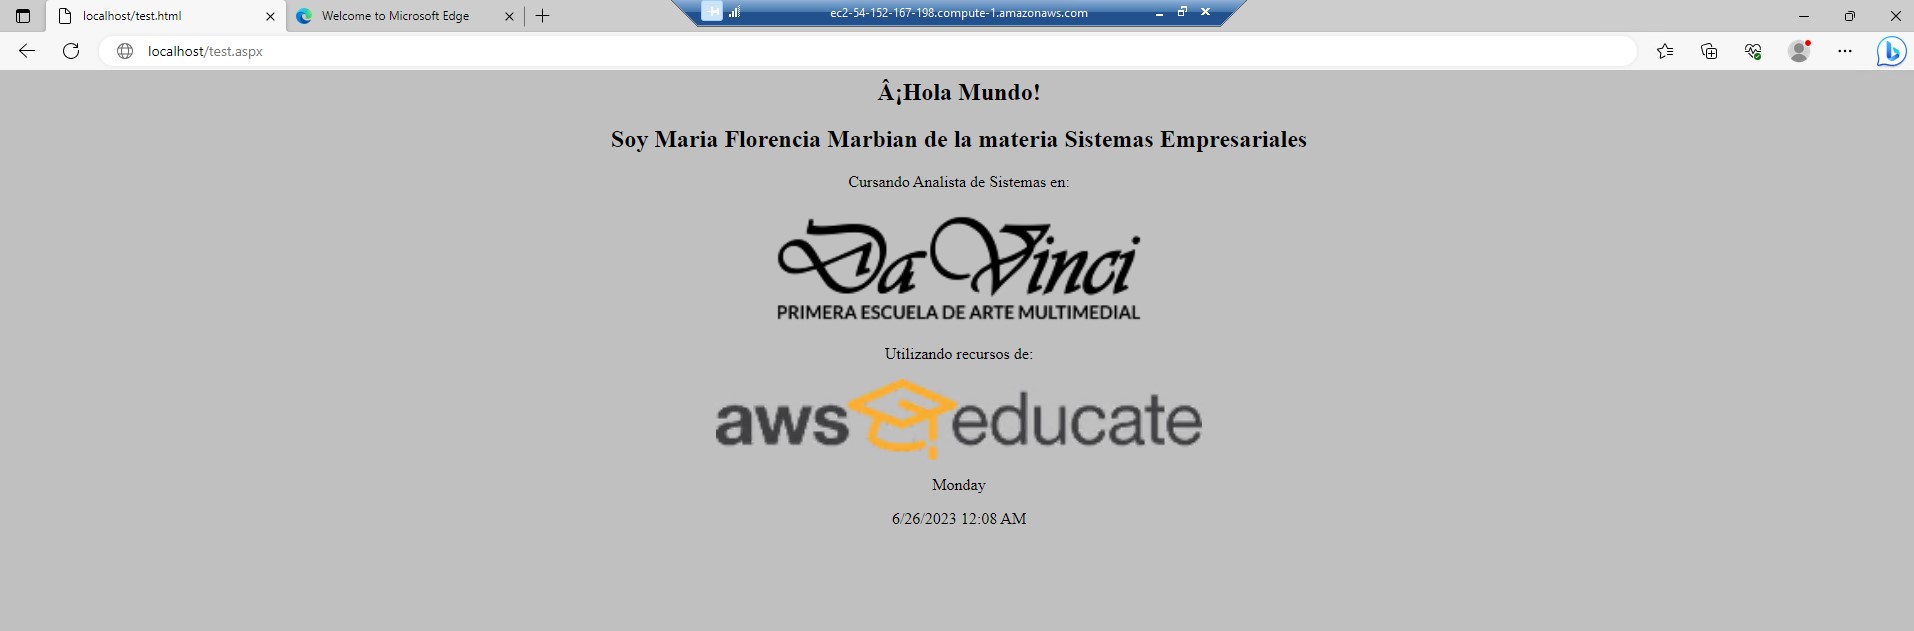 localhost/test.html
Welcome to Microsoft Edge
ec2-54-152-167-198.compute-1.amazonaws.com
localhost/test.aspx
Â¡Hola Mundo!
Soy Maria Florencia Marbian de la materia Sistemas Empresariales
Cursando Analista de Sistemas en:
Da Vinci
PRIMERA ESCUELA DE ARTE MULTIMEDIAL
Utilizando recursos de:
aws educate
Monday
6/26/2023 12:08 AM